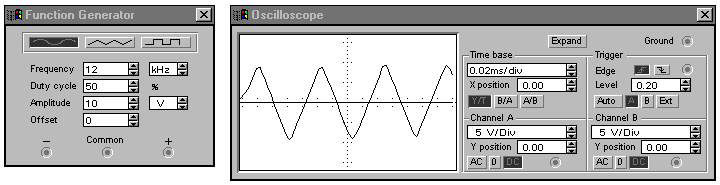 Function Generator
Frequency 12 kHz
Duty cycle 50 %
Amplitude 10 V
Offset 0
− Common +
Oscilloscope
Expand Ground
Time base
0.02ms/div
X position 0.00
Y/T B/A A/B
Trigger
Edge
Level 0.20
Auto A B Ext
Channel A
5 V/Div
Y position 0.00
AC 0 DC
Channel B
5 V/Div
Y position 0.00
AC 0 DC